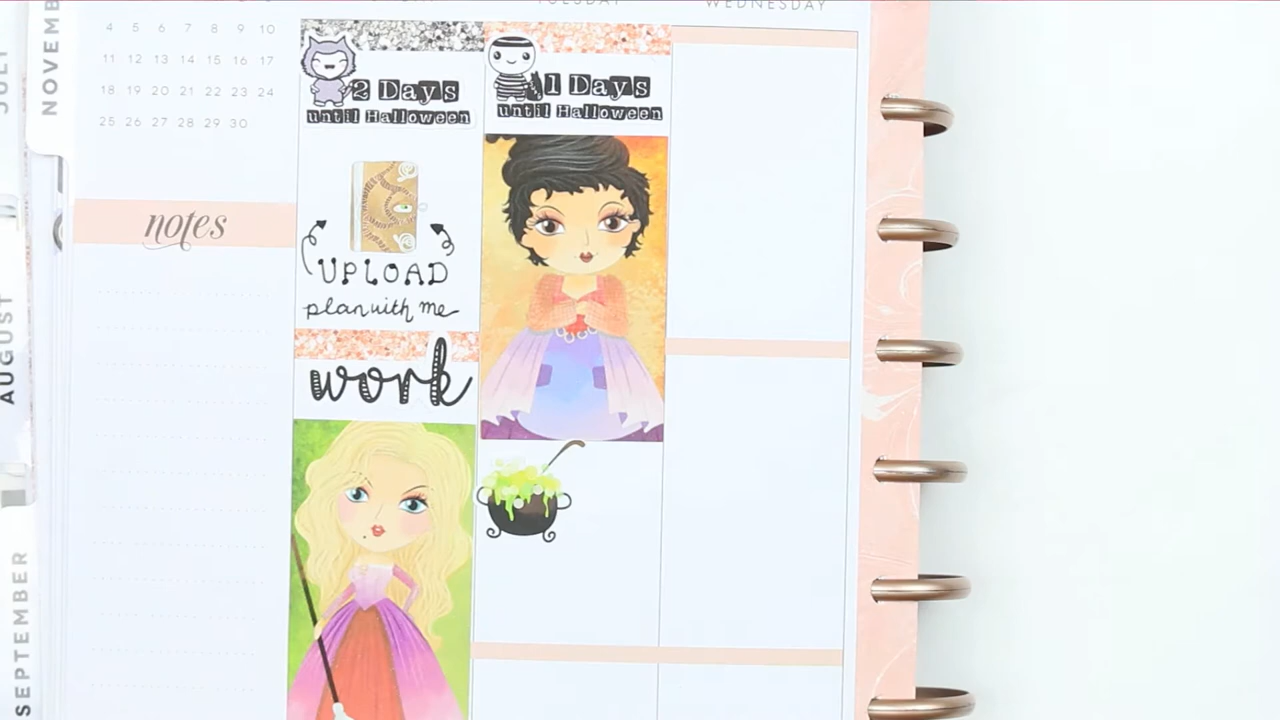 TUESDAY
WEDNESDAY
JULY
NOVEMB
4 5 6 7 8 9 10
11 12 13 14 15 16 17
18 19 20 21 22 23 24
25 26 27 28 29 30
notes
AUGUST
SEPTEMBER
2 Days
until Halloween
UPLOAD
plan with me
work
1 Days
until Halloween